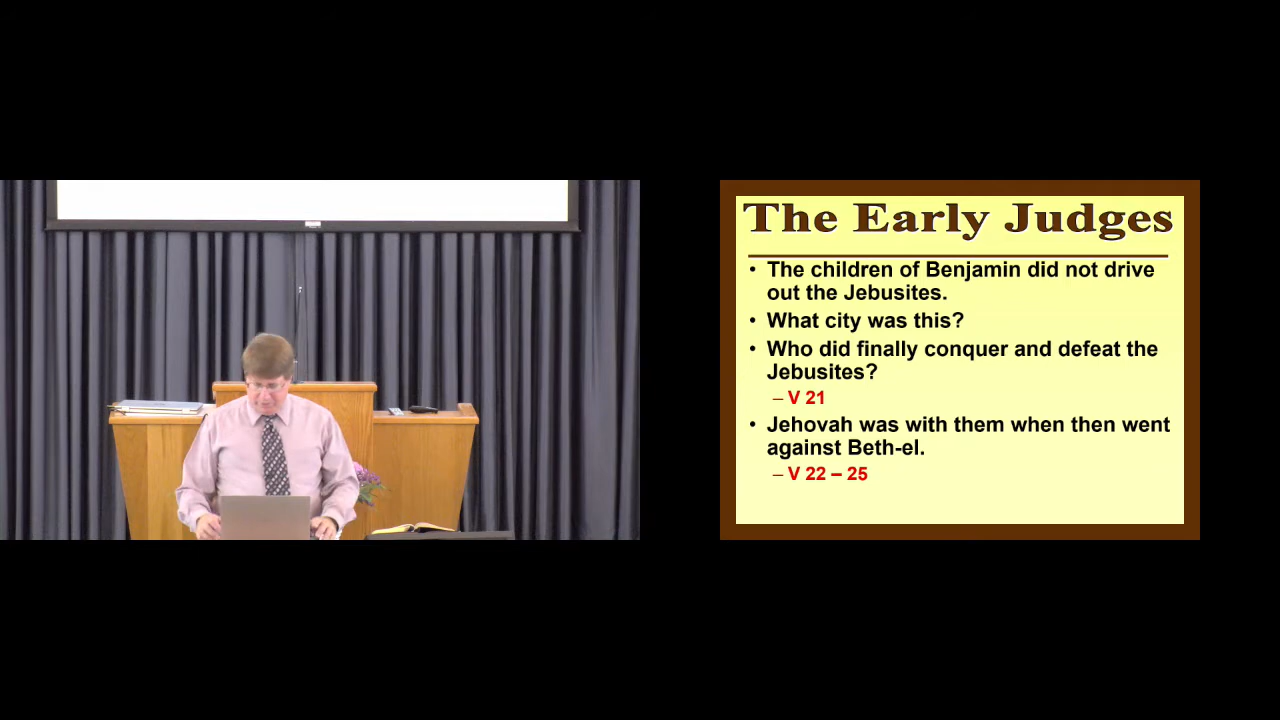 The Early Judges
• The children of Benjamin did not drive
out the Jebusites.
• What city was this?
• Who did finally conquer and defeat the
Jebusites?
– V 21
• Jehovah was with them when then went
against Beth-el.
– V 22 – 25